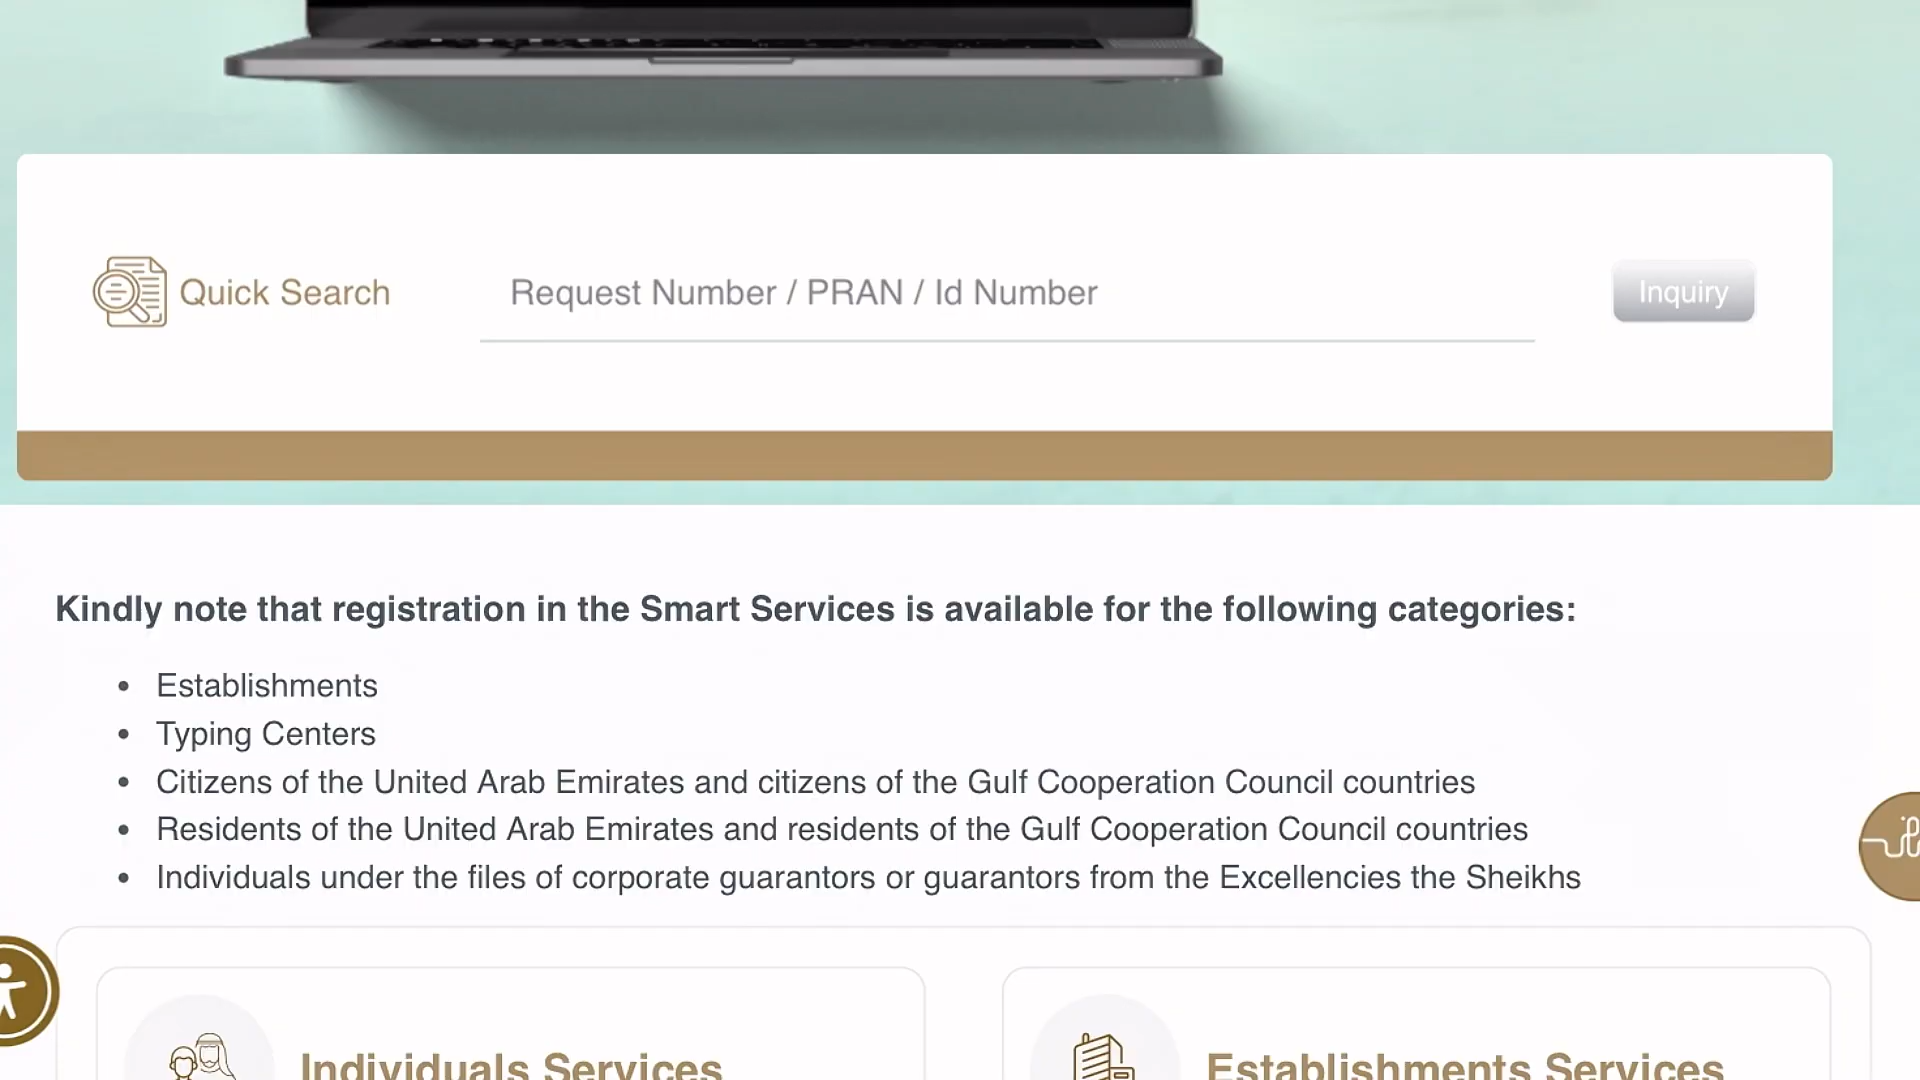 Quick Search
Request Number / PRAN / Id Number
Inquiry
Kindly note that registration in the Smart Services is available for the following categories:
Establishments
Typing Centers
Citizens of the United Arab Emirates and citizens of the Gulf Cooperation Council countries
Residents of the United Arab Emirates and residents of the Gulf Cooperation Council countries
Individuals under the files of corporate guarantors or guarantors from the Excellencies the Sheikhs
Individuals Services
Establishments Services